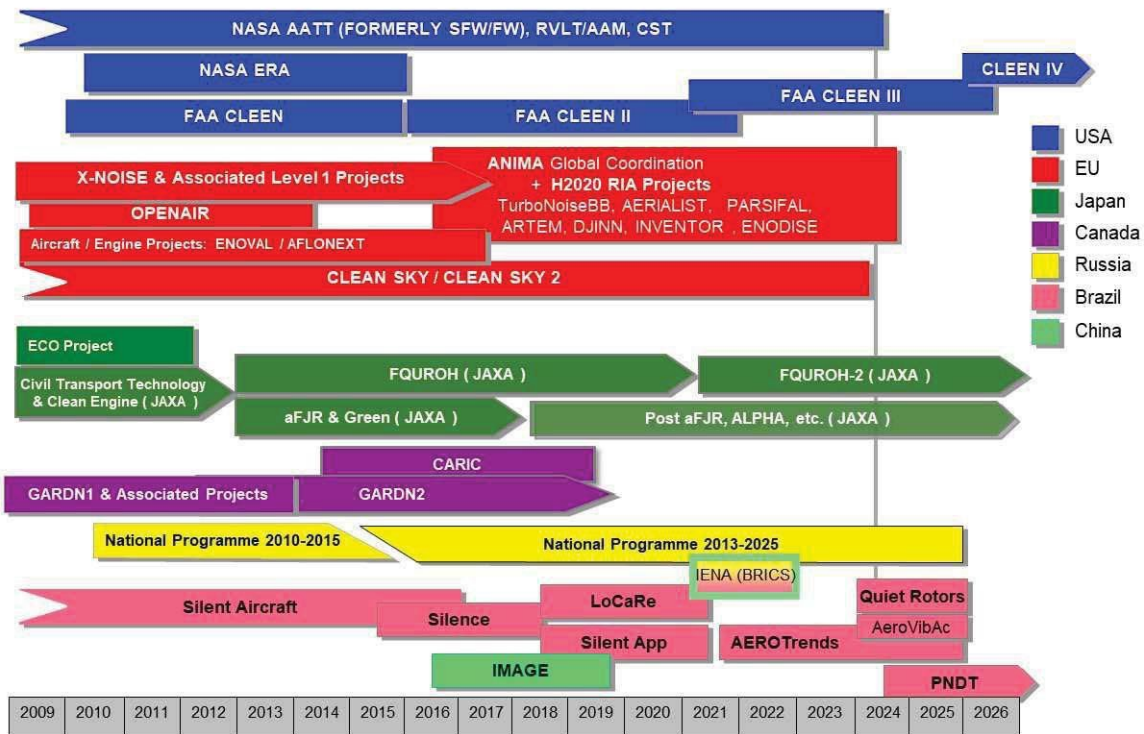 NASA AATT (FORMERLY SFW/FW), RVLT/AAM, CST
NASA ERA
CLEEN IV
FAA CLEEN III
FAA CLEEN
FAA CLEEN II
USA
EU
Japan
Canada
Russia
Brazil
China
X-NOISE & Associated Level 1 Projects
ANIMA Global Coordination
+ H2020 RIA Projects
TurboNoiseBB, AERIALIST, PARSIFAL,
ARTEM, DJINN, INVENTOR , ENODISE
OPENAIR
Aircraft / Engine Projects: ENOVAL / AFLONEXT
CLEAN SKY / CLEAN SKY 2
ECO Project
Civil Transport Technology
& Clean Engine ( JAXA )
FQUROH ( JAXA )
FQUROH-2 ( JAXA )
aFJR & Green ( JAXA )
Post aFJR, ALPHA, etc. ( JAXA )
CARIC
GARDN1 & Associated Projects
GARDN2
National Programme 2010-2015
National Programme 2013-2025
IENA (BRICS)
Silent Aircraft
Silence
LoCaRe
Silent App
AEROTrends
Quiet Rotors
AeroVibAc
IMAGE
PNDT
2009 2010 2011 2012 2013 2014 2015 2016 2017 2018 2019 2020 2021 2022 2023 2024 2025 2026